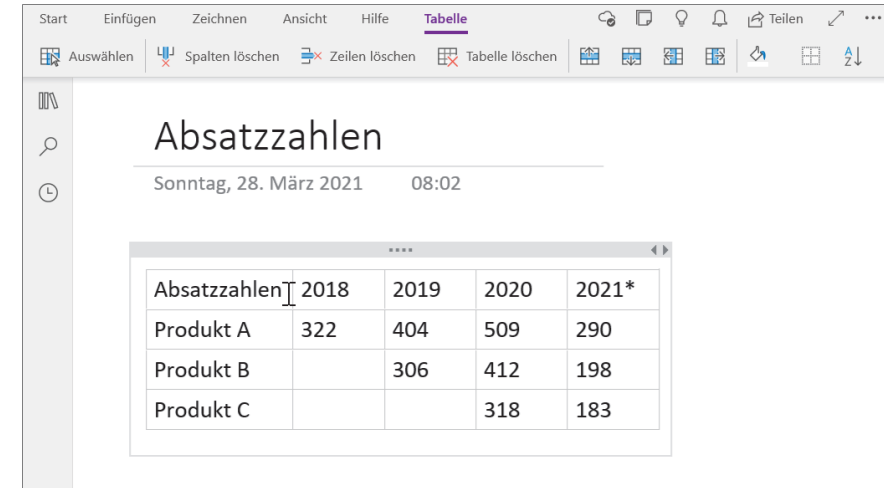 Start Einfügen Zeichnen Ansicht Hilfe Tabelle Teilen
Auswählen Spalten löschen Zeilen löschen Tabelle löschen
Absatzzahlen
Sonntag, 28. März 2021 08:02
Absatzzahlen 2018 2019 2020 2021*
Produkt A 322 404 509 290
Produkt B 306 412 198
Produkt C 318 183